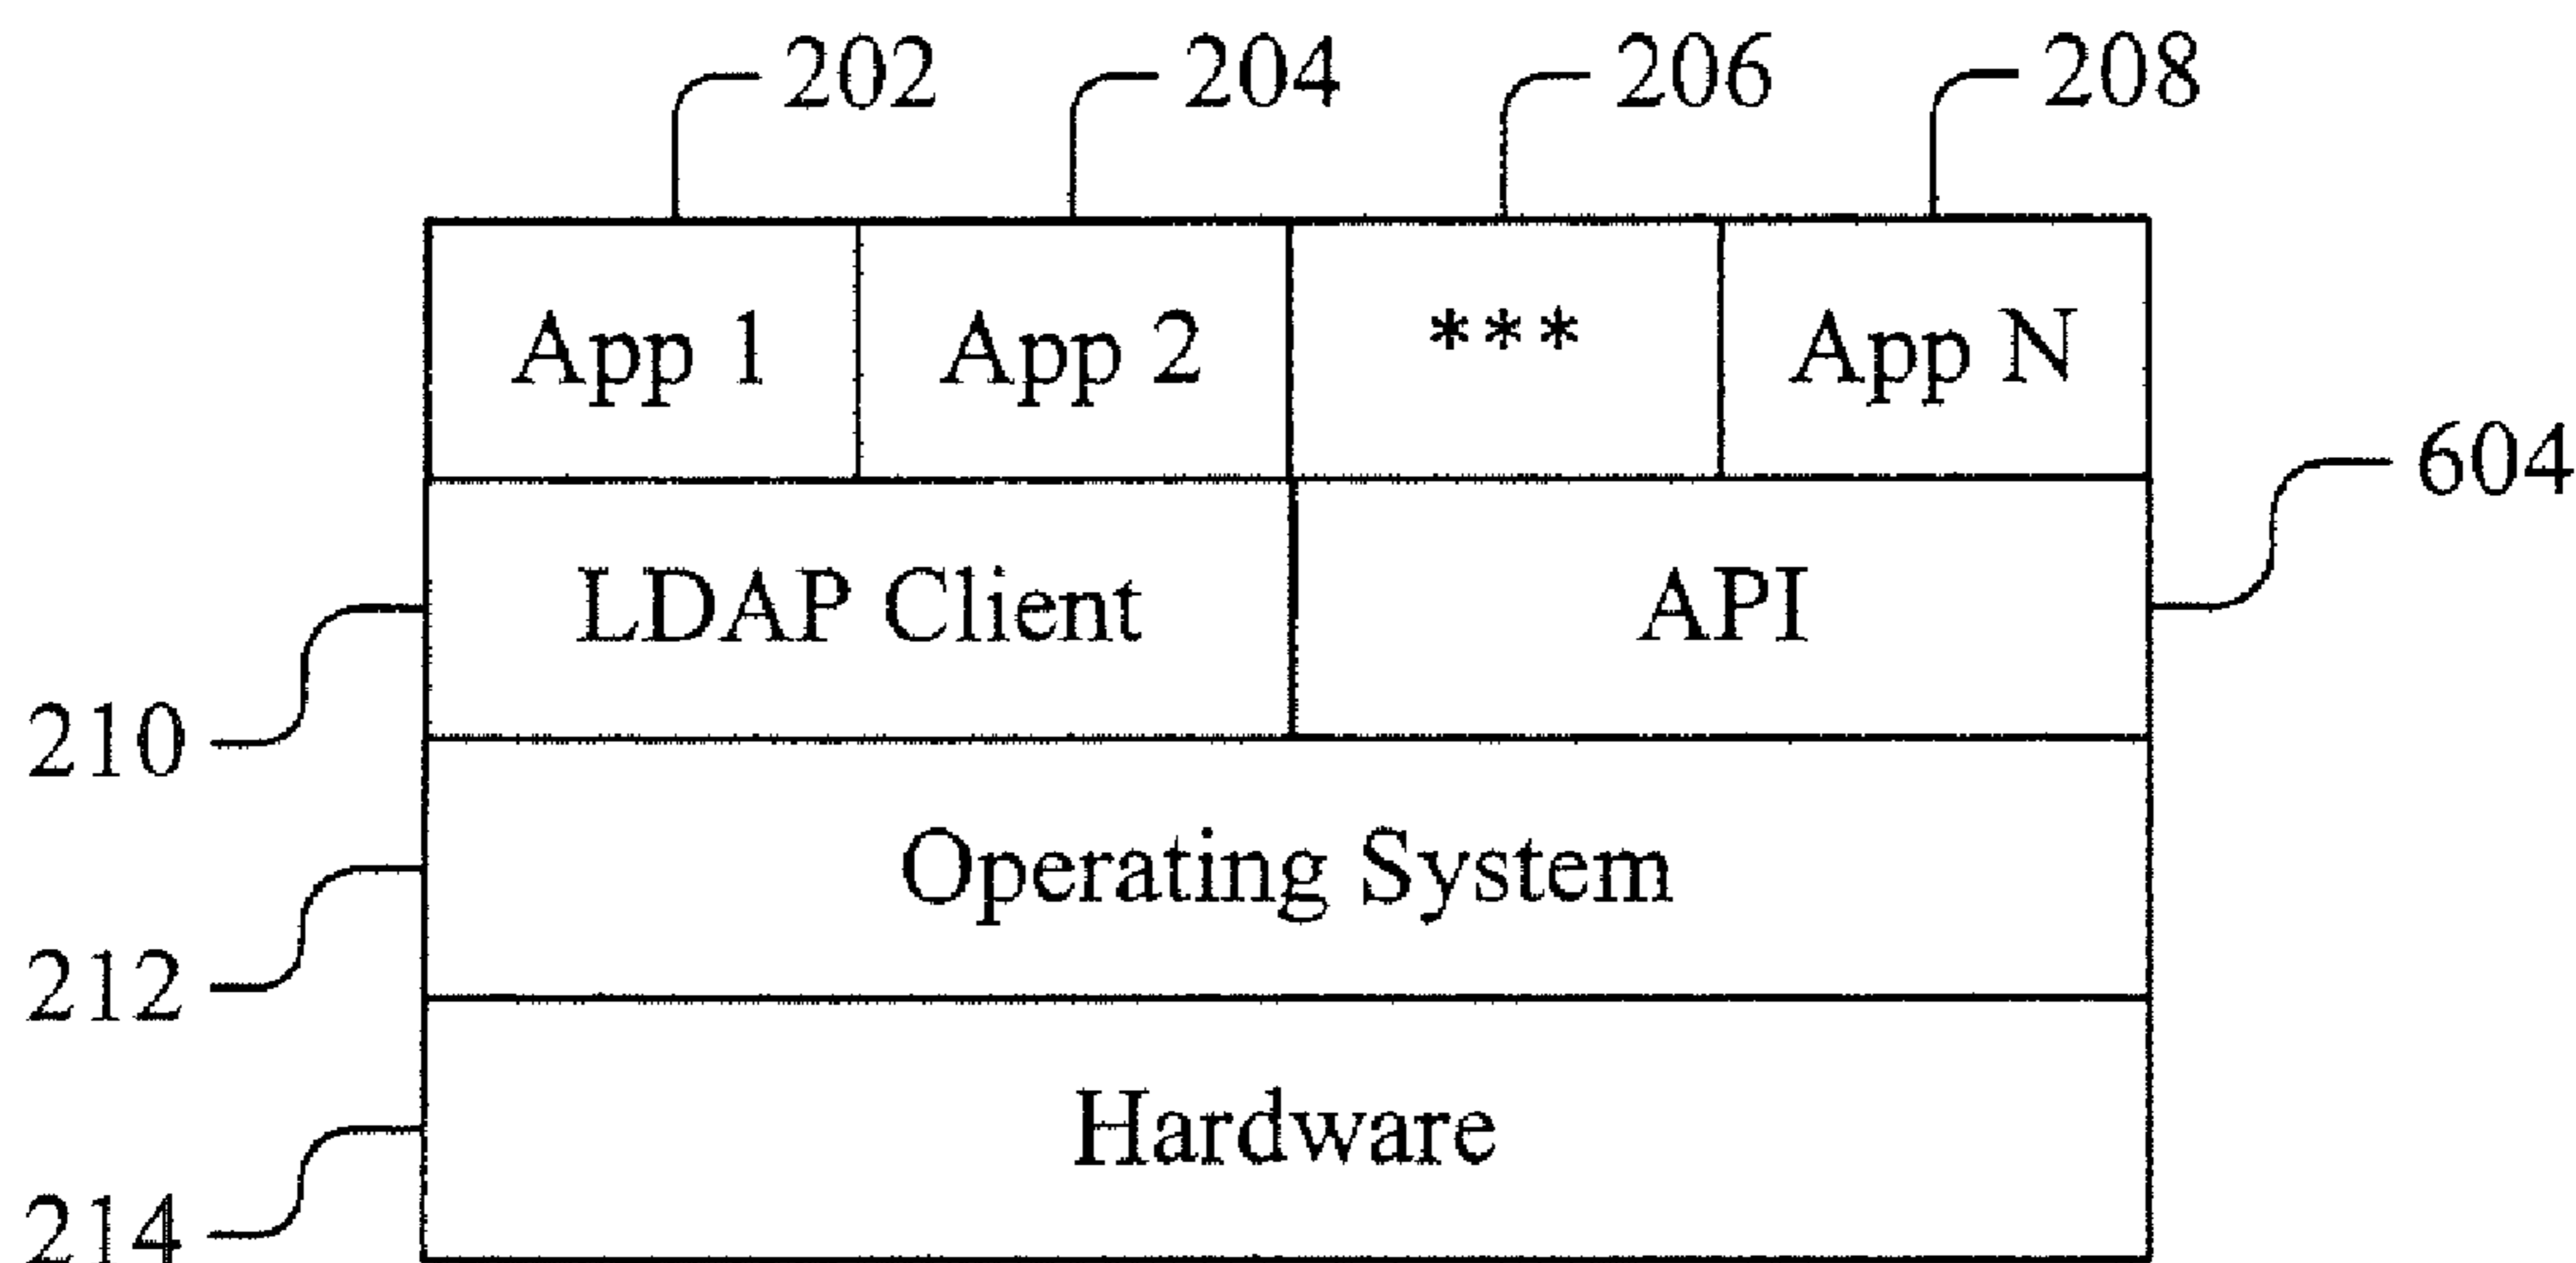 202 204 206 208
App 1 App 2 *** App N
604
LDAP Client API
210
Operating System
212
Hardware
214